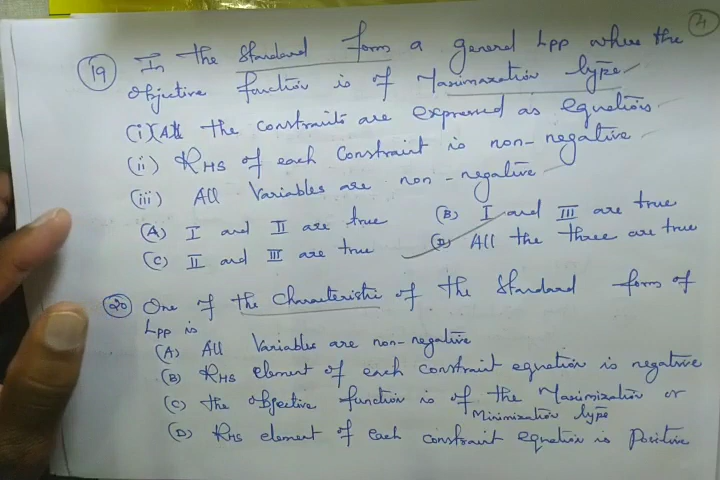 4
(19) In the Standard form a general Lpp where the
objective function is of Maximaxation type
(i) All the constraints are expressed as equations
(ii) RHS of each constraint is non-negative
(iii) All Variables are non-negative
(A) I and II are true (B) I and III are true
(C) II and III are true (D) All the three are true
(20) One of the characteristic of the Standard form of
Lpp is
(A) All Variables are non-negative
(B) RHS element of each constraint equation is negative
(C) the objective function is of the Maximization or
Minimization type
(D) RHS element of each constraint equation is Positive